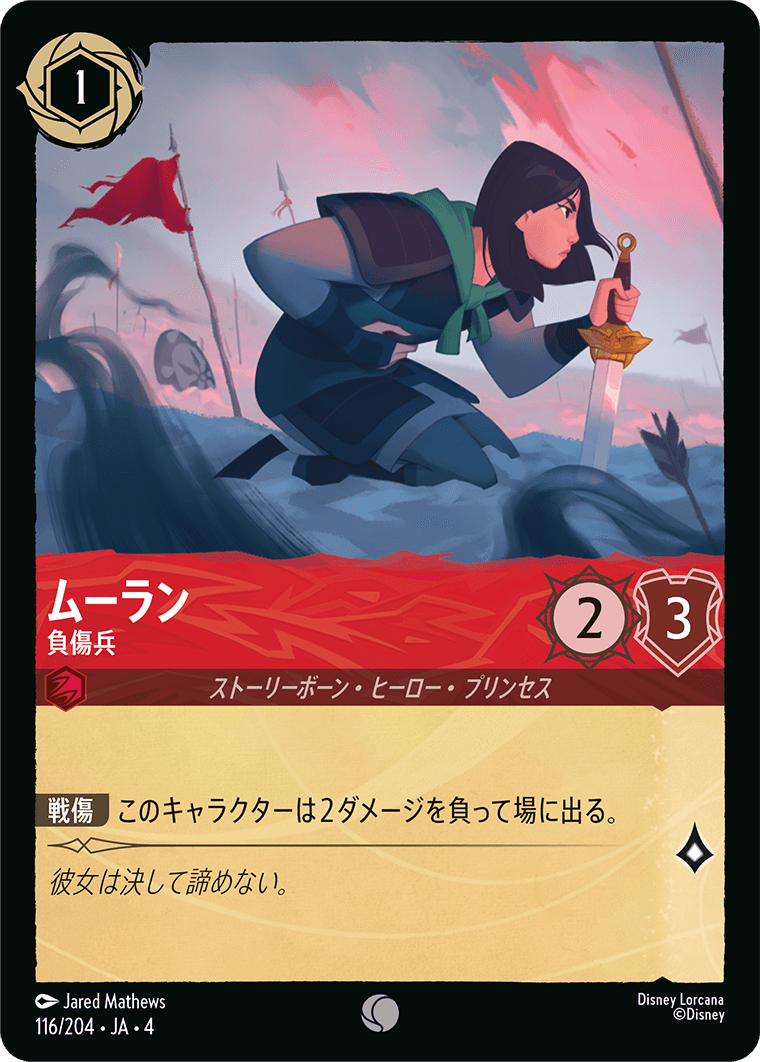 1
ムーラン
負傷兵
2
3
ストーリーボーン・ヒーロー・プリンセス
戦傷 このキャラクターは2ダメージを負って場に出る。
彼女は決して諦めない。
Jared Mathews
116/204・JA・4
Disney Lorcana
©Disney